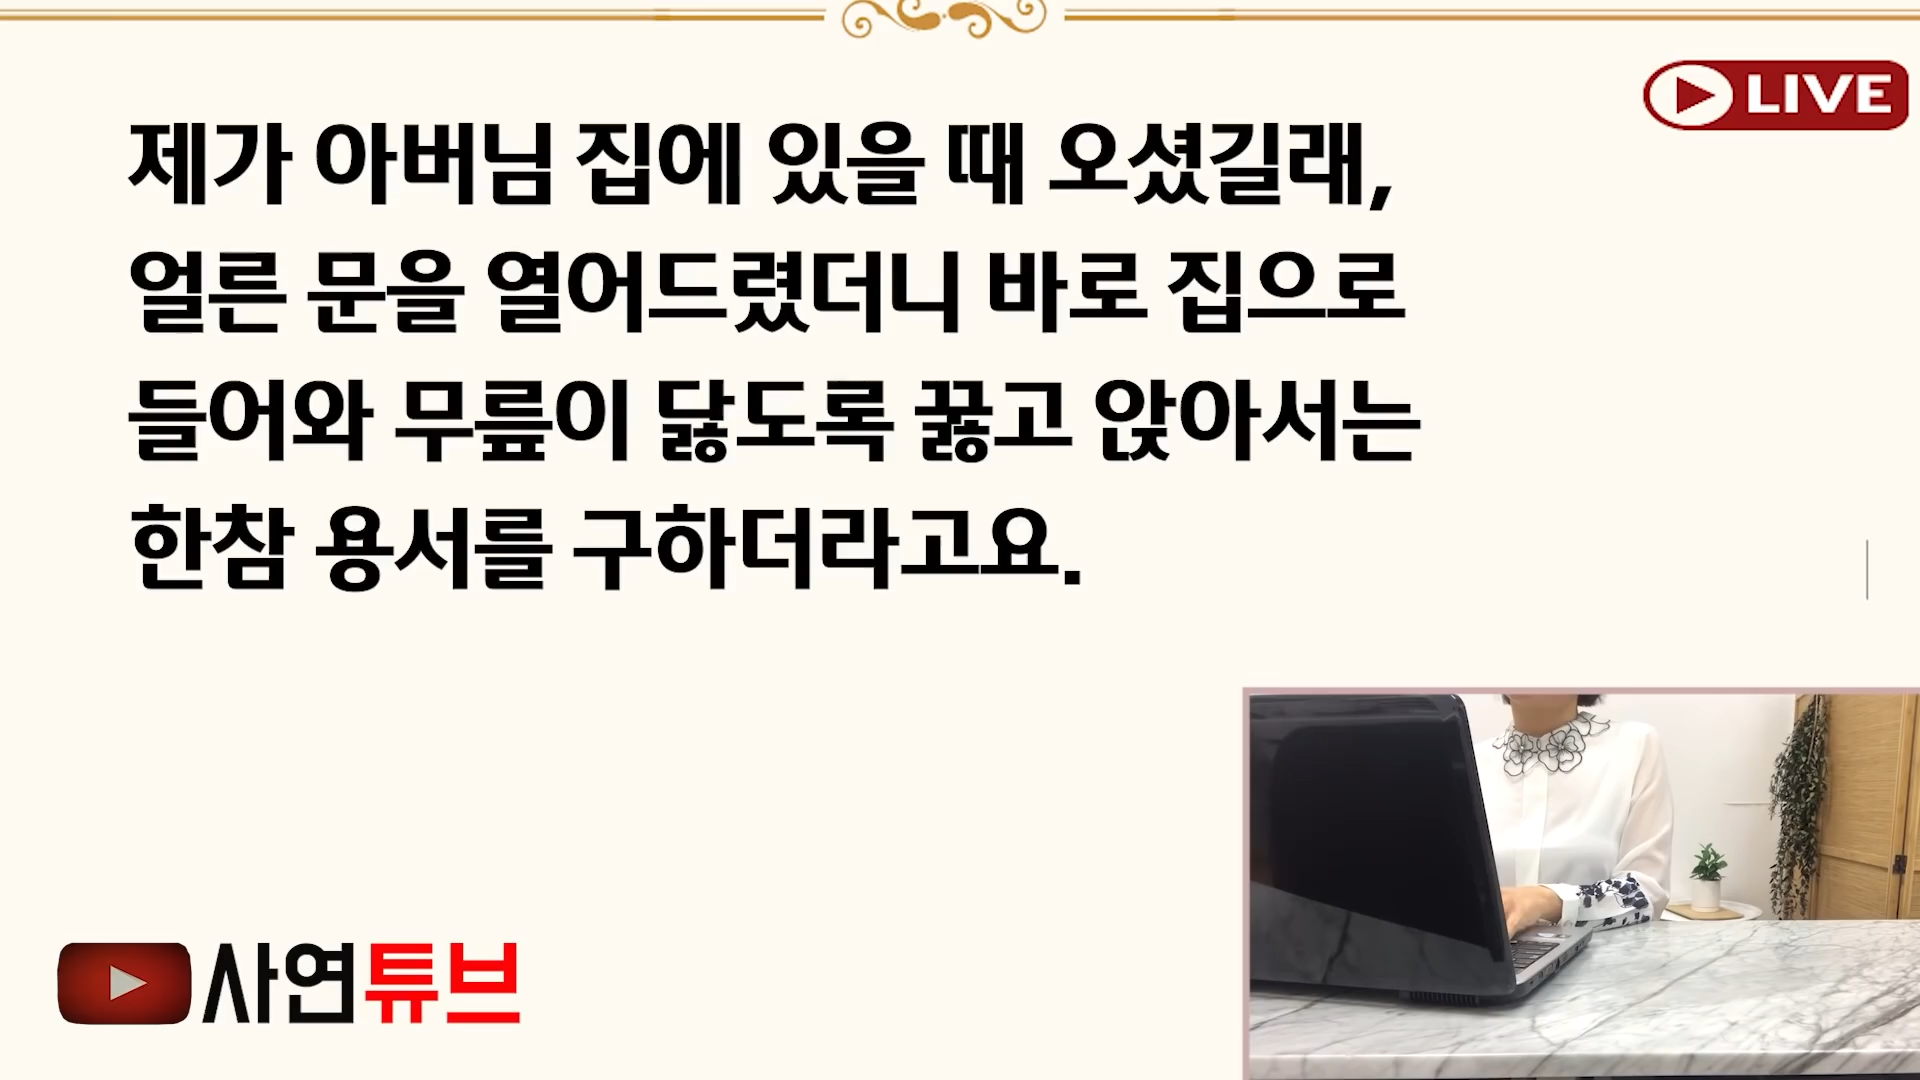 LIVE
제가 아버님 집에 있을 때 오셨길래,
얼른 문을 열어드렸더니 바로 집으로
들어와 무릎이 닳도록 꿇고 앉아서는
한참 용서를 구하더라고요.
사연튜브